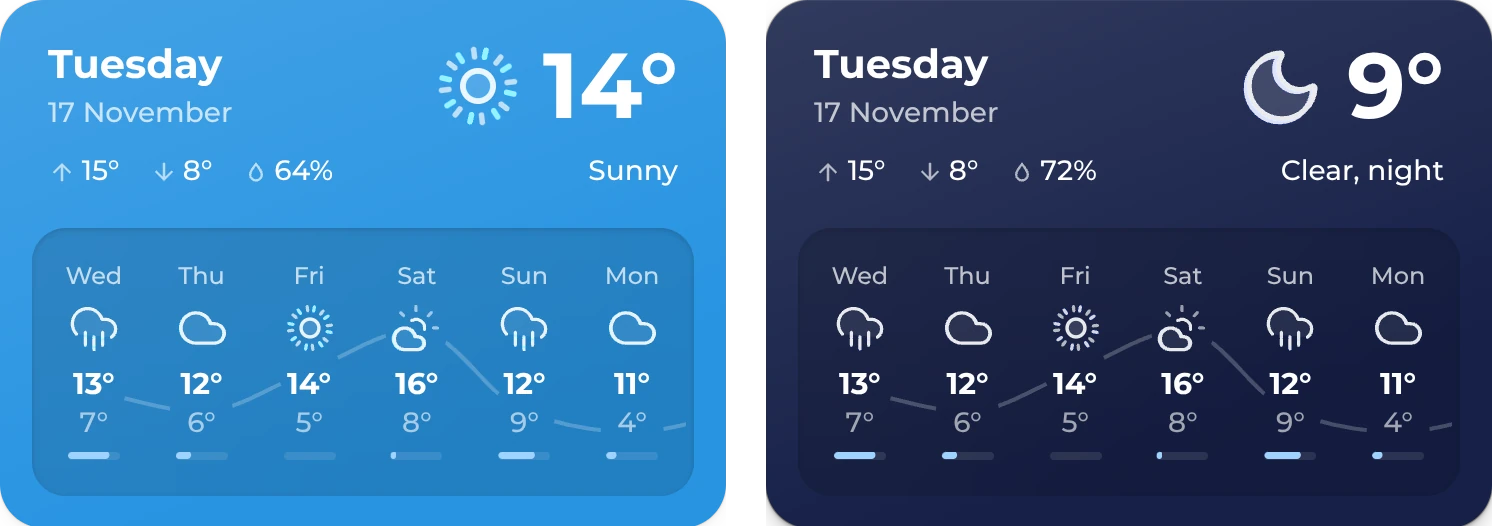 Tuesday
14°
17 November
15° 8° 64%
Sunny
Wed Thu Fri Sat Sun Mon
13° 12° 14° 16° 12° 11°
7° 6° 5° 8° 9° 4°
Tuesday
9°
17 November
15° 8° 72%
Clear, night
Wed Thu Fri Sat Sun Mon
13° 12° 14° 16° 12° 11°
7° 6° 5° 8° 9° 4°